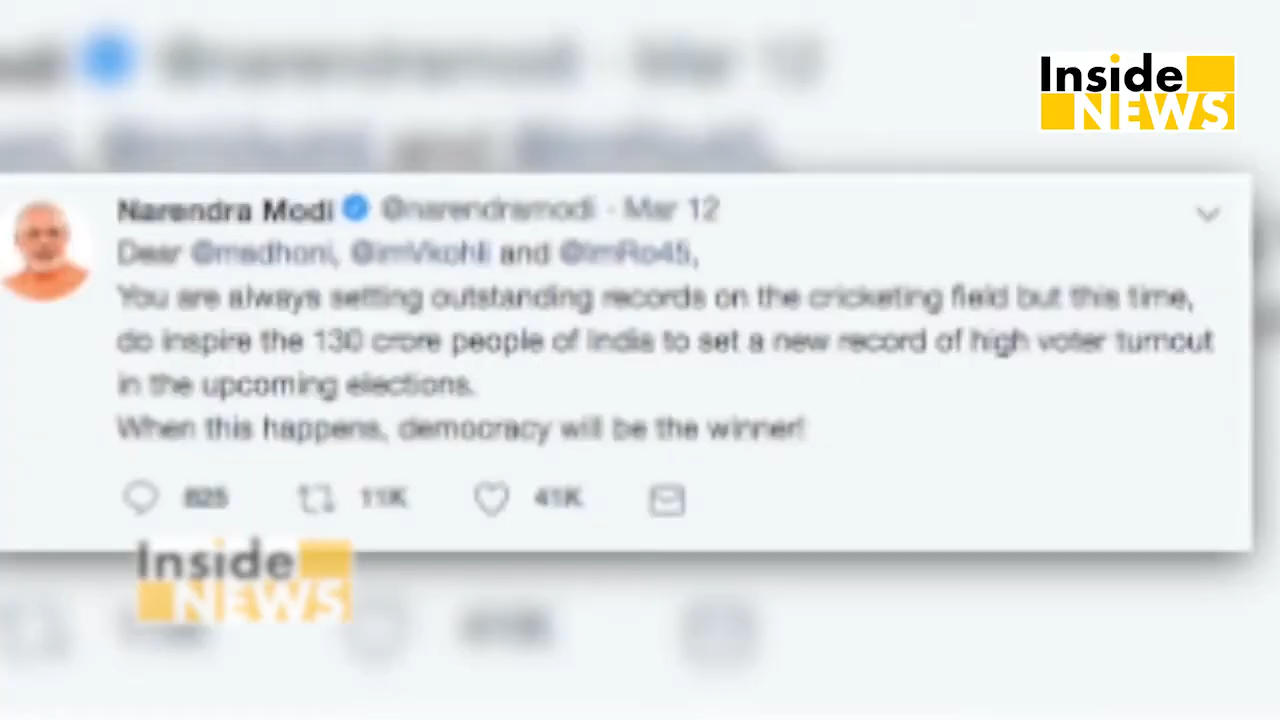 Inside
NEWS
Narendra Modi @narendramodi · Mar 12
Dear @msdhoni, @imVkohli and @ImRo45,
You are always setting outstanding records on the cricketing field but this time,
do inspire the 130 crore people of India to set a new record of high voter turnout
in the upcoming elections.
When this happens, democracy will be the winner!
825 11K 41K
Inside
NEWS